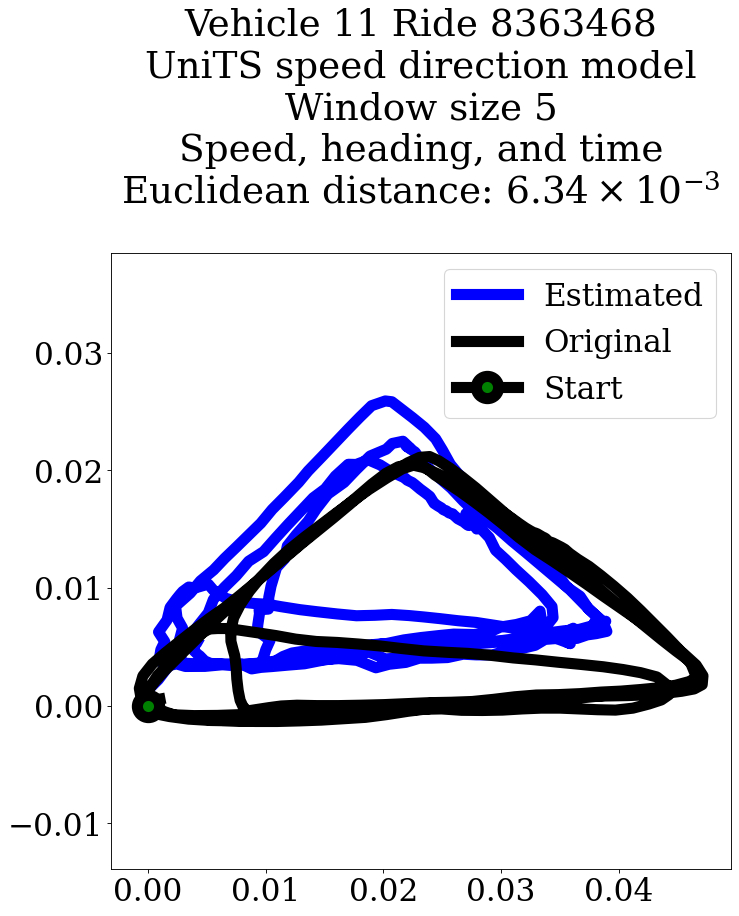 Vehicle 11 Ride 8363468
UniTS speed direction model
Window size 5
Speed, heading, and time
Euclidean distance: 6.34 × 10⁻³
Estimated
Original
Start
0.03
0.02
0.01
0.00
−0.01
0.00 0.01 0.02 0.03 0.04